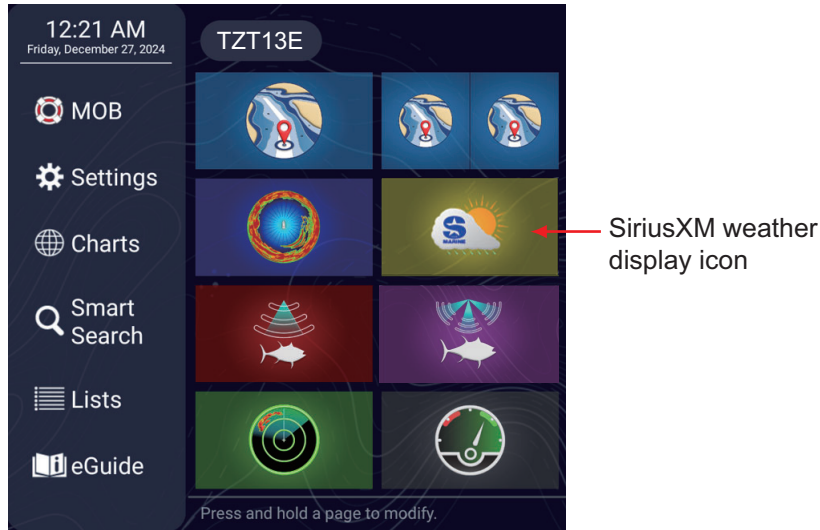 12:21 AM
Friday, December 27, 2024
MOB
Settings
Charts
Smart
Search
Lists
eGuide
TZT13E
S
MARINE
Press and hold a page to modify.
SiriusXM weather
display icon